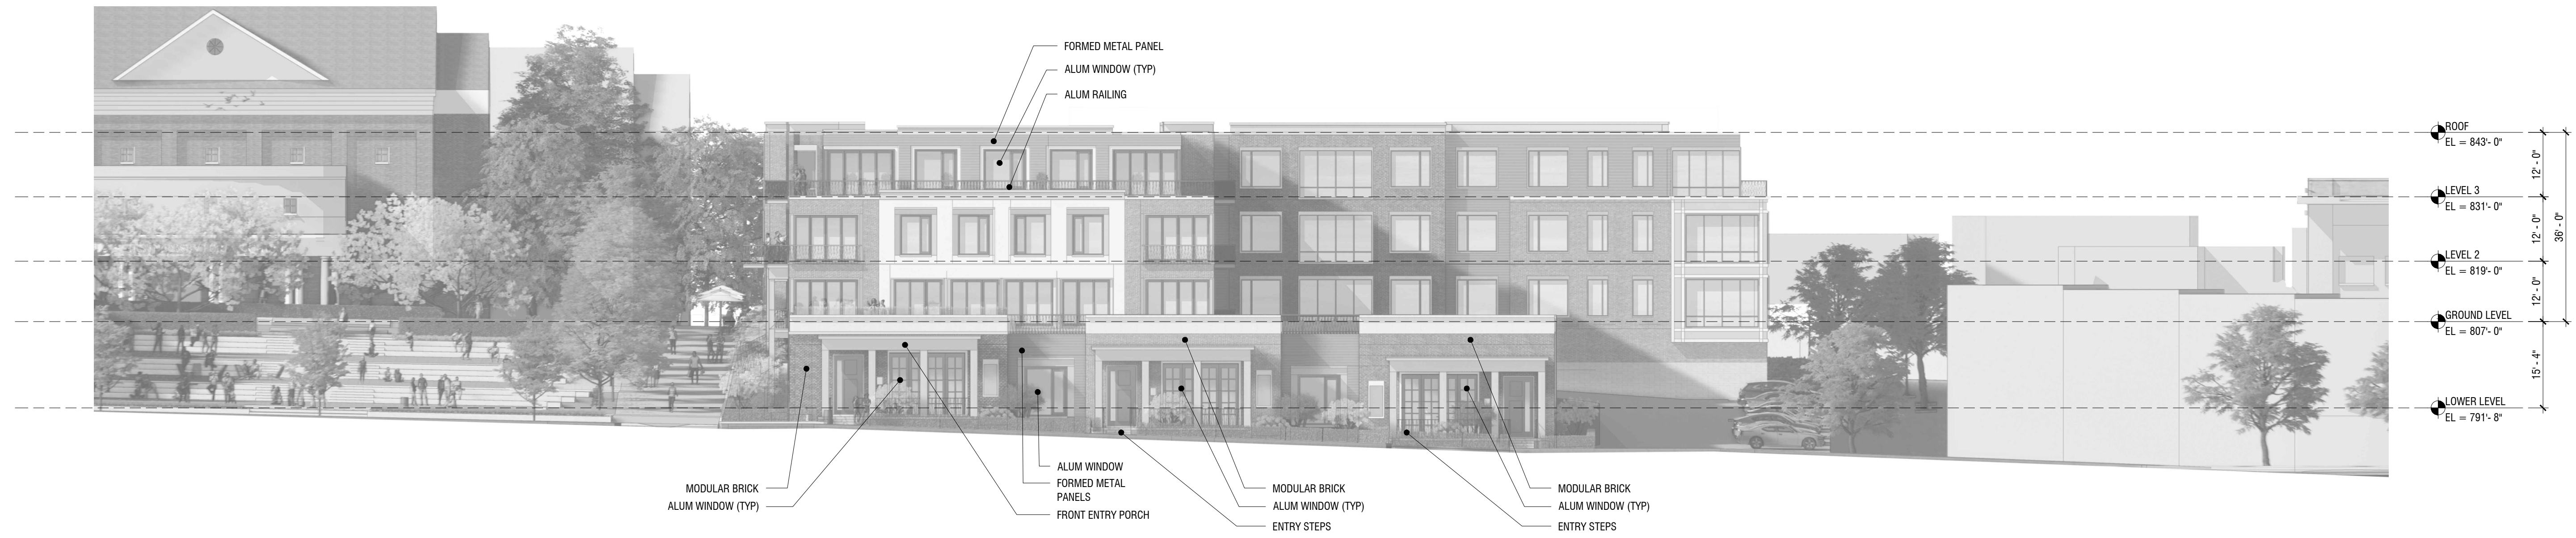 FORMED METAL PANEL
ALUM WINDOW (TYP)
ALUM RAILING
ROOF
EL = 843'- 0"
12' - 0"
LEVEL 3
EL = 831'- 0"
12' - 0"
36' - 0"
LEVEL 2
EL = 819'- 0"
12' - 0"
GROUND LEVEL
EL = 807'- 0"
15' - 4"
LOWER LEVEL
EL = 791'- 8"
MODULAR BRICK
ALUM WINDOW (TYP)
ALUM WINDOW
FORMED METAL
PANELS
FRONT ENTRY PORCH
MODULAR BRICK
ALUM WINDOW (TYP)
ENTRY STEPS
MODULAR BRICK
ALUM WINDOW (TYP)
ENTRY STEPS